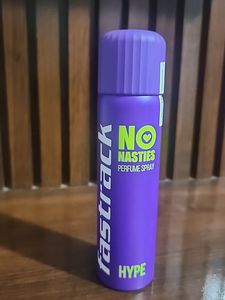 fastrack
NO
NASTIES
PERFUME SPRAY
HYPE